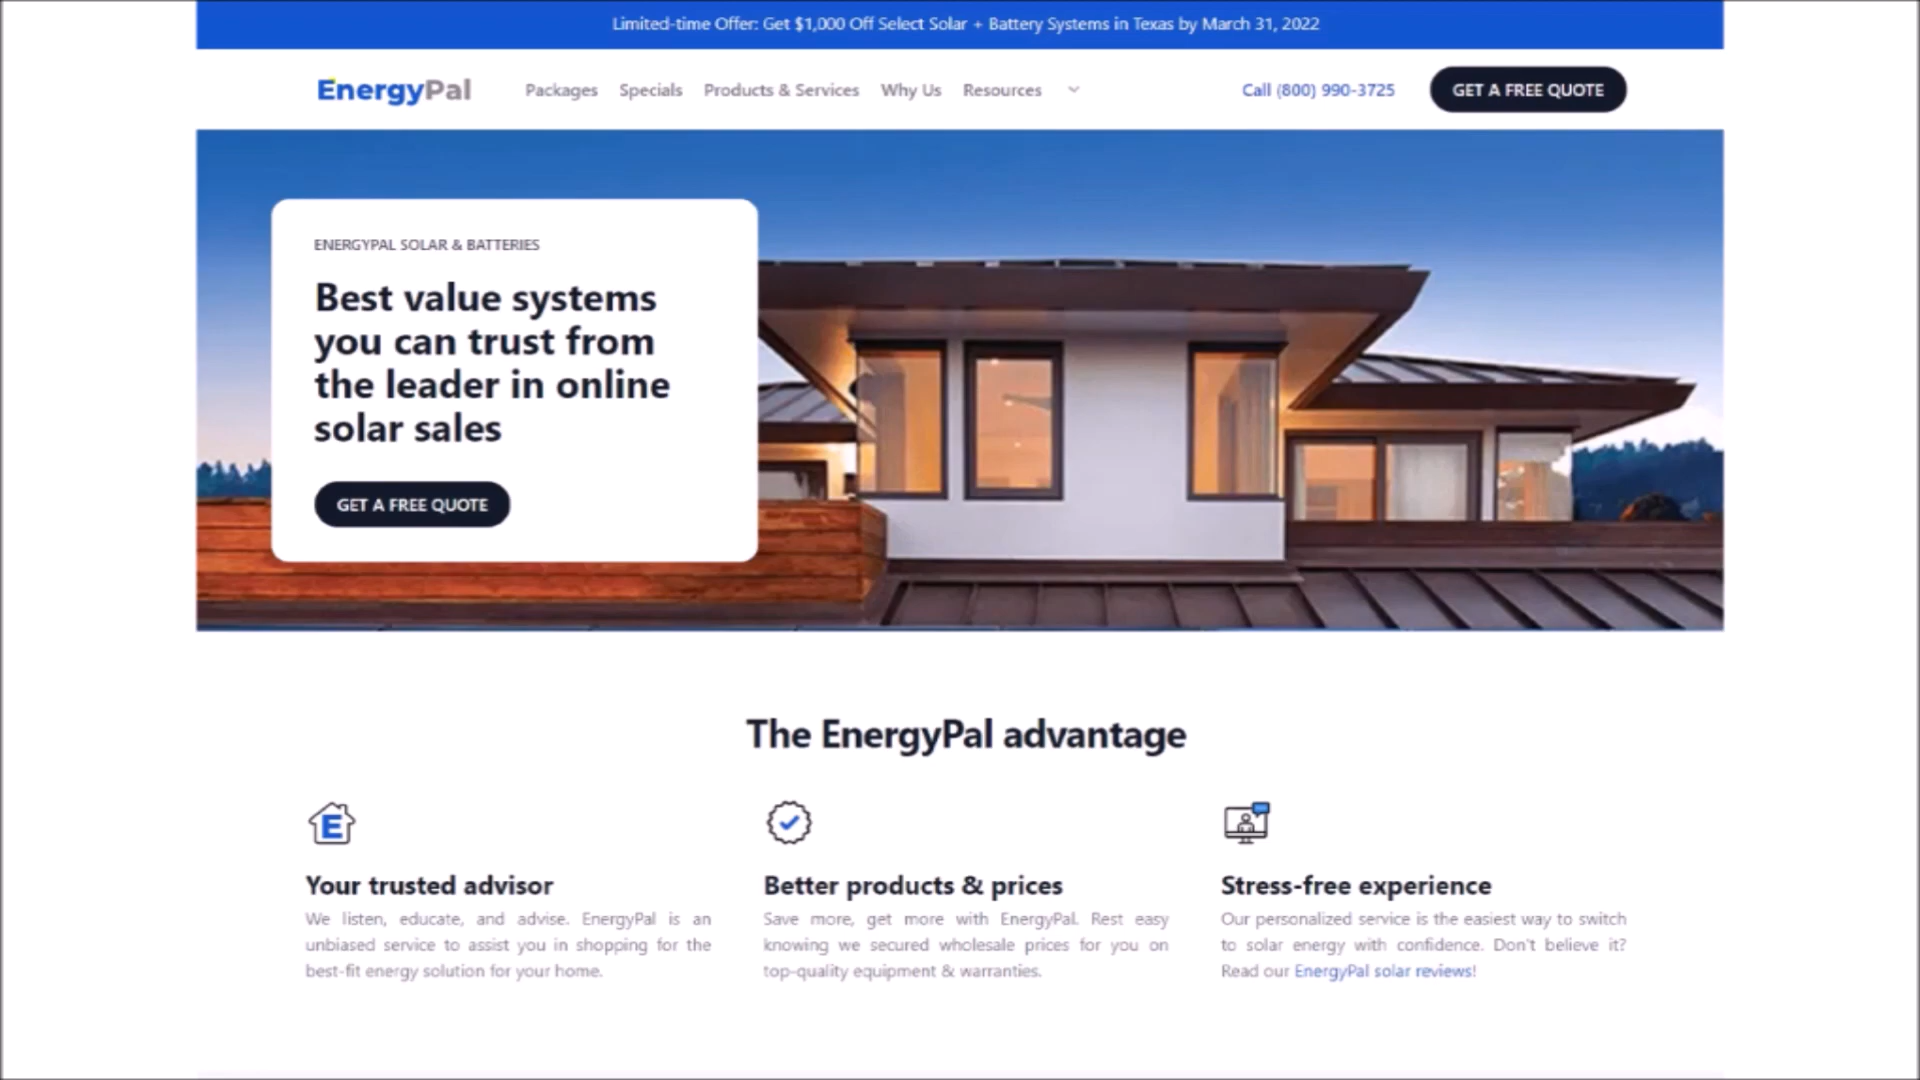 Limited-time Offer: Get $1,000 Off Select Solar + Battery Systems in Texas by March 31, 2022
EnergyPal Packages Specials Products & Services Why Us Resources Call (800) 990-3725 GET A FREE QUOTE
ENERGYPAL SOLAR & BATTERIES
Best value systems
you can trust from
the leader in online
solar sales
GET A FREE QUOTE
The EnergyPal advantage
E
Your trusted advisor
We listen, educate, and advise. EnergyPal is an
unbiased service to assist you in shopping for the
best-fit energy solution for your home.
Better products & prices
Save more, get more with EnergyPal. Rest easy
knowing we secured wholesale prices for you on
top-quality equipment & warranties.
Stress-free experience
Our personalized service is the easiest way to switch
to solar energy with confidence. Don't believe it?
Read our EnergyPal solar reviews!